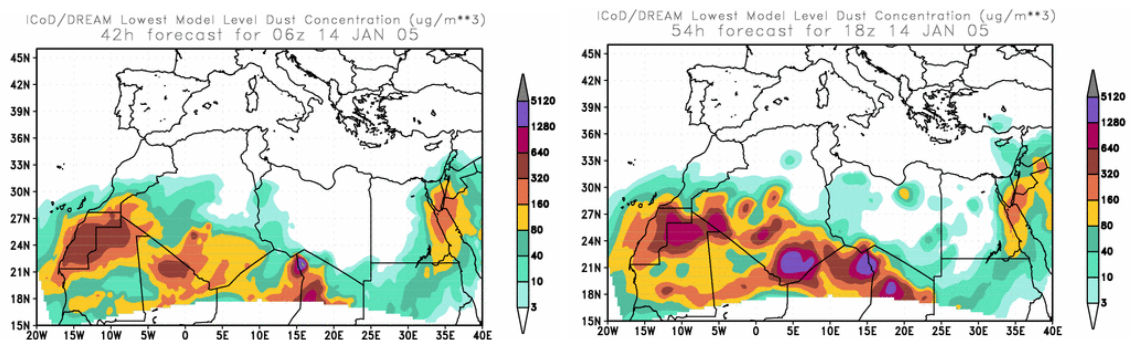 ICoD/DREAM Lowest Model Level Dust Concentration (ug/m**3)
42h forecast for 06z 14 JAN 05
45N
42N
39N
36N
33N
30N
27N
24N
21N
18N
15N
20W 15W 10W 5W 0 5E 10E 15E 20E 25E 30E 35E 40E
5120
1280
640
320
160
80
40
10
3
ICoD/DREAM Lowest Model Level Dust Concentration (ug/m**3)
54h forecast for 18z 14 JAN 05
45N
42N
39N
36N
33N
30N
27N
24N
21N
18N
15N
20W 15W 10W 5W 0 5E 10E 15E 20E 25E 30E 35E 40E
5120
1280
640
320
160
80
40
10
3